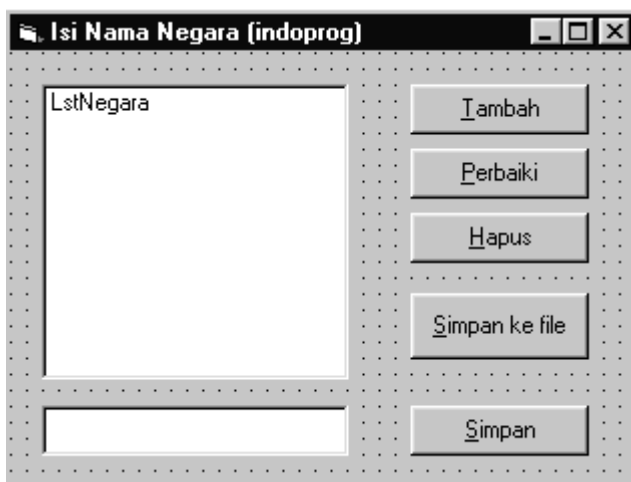 Isi Nama Negara (indoprog)
LstNegara
Tambah
Perbaiki
Hapus
Simpan ke file
Simpan